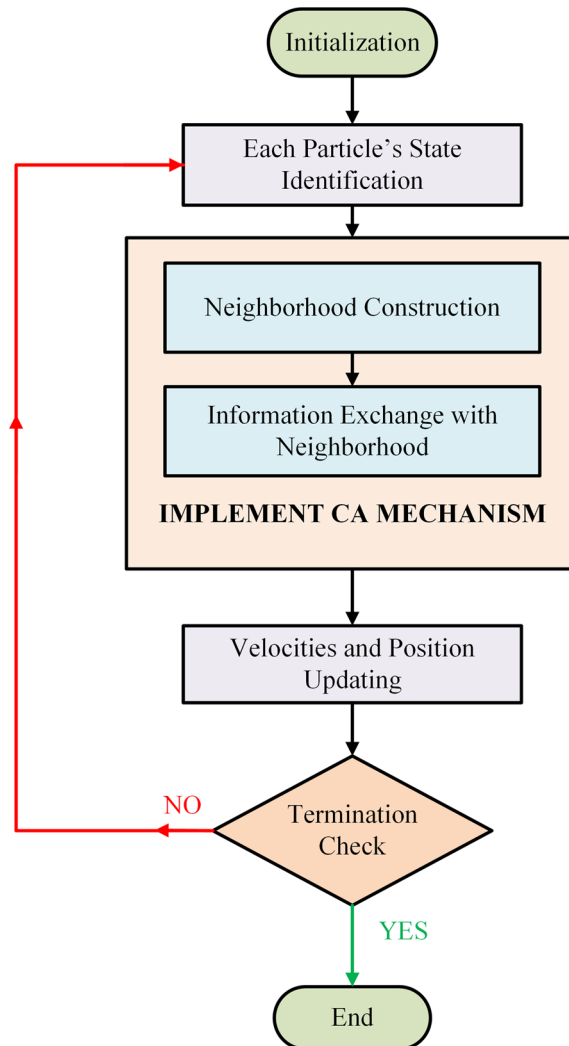 Initialization
Each Particle’s State
Identification
Neighborhood Construction
Information Exchange with
Neighborhood
IMPLEMENT CA MECHANISM
Velocities and Position
Updating
NO
Termination
Check
YES
End